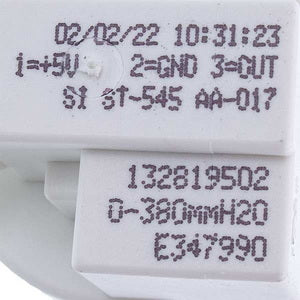 02/02/22 10:31:23
1=+5V 2=GND 3=OUT
SI ST-545 AA-017
132819502
0-380mmH2O
E347990